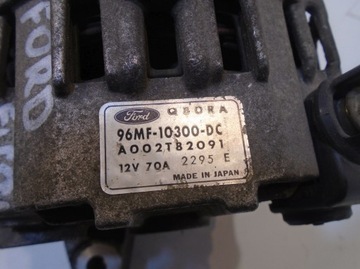 FORD
Ford Q80RA
96MF-10300-DC
A002T82091
12V 70A 2295 E
MADE IN JAPAN